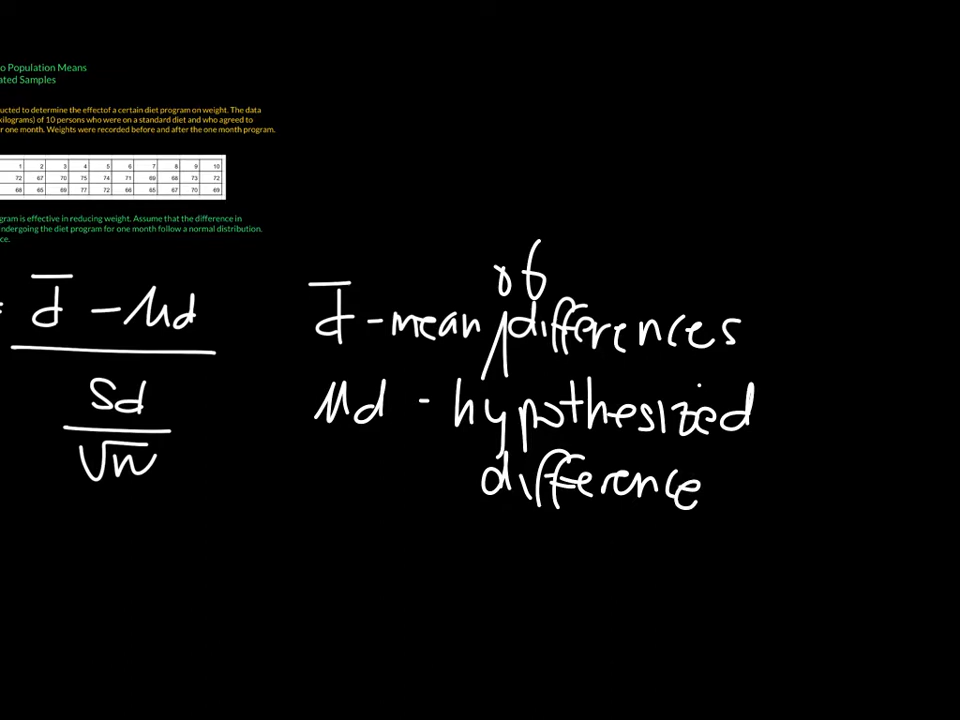 o Population Means
ated Samples
ucted to determine the effectof a certain diet program on weight. The data
kilograms) of 10 persons who were on a standard diet and who agreed to
r one month. Weights were recorded before and after the one month program.
1 2 3 4 5 6 7 8 9 10
72 67 70 75 74 71 69 68 73 72
68 65 69 77 72 66 65 67 70 69
gram is effective in reducing weight. Assume that the difference in
ndergoing the diet program for one month follow a normal distribution.
ce.
= d̄ - μd
Sd
√n
of
d̄ - mean differences
μd - hypothesized
difference